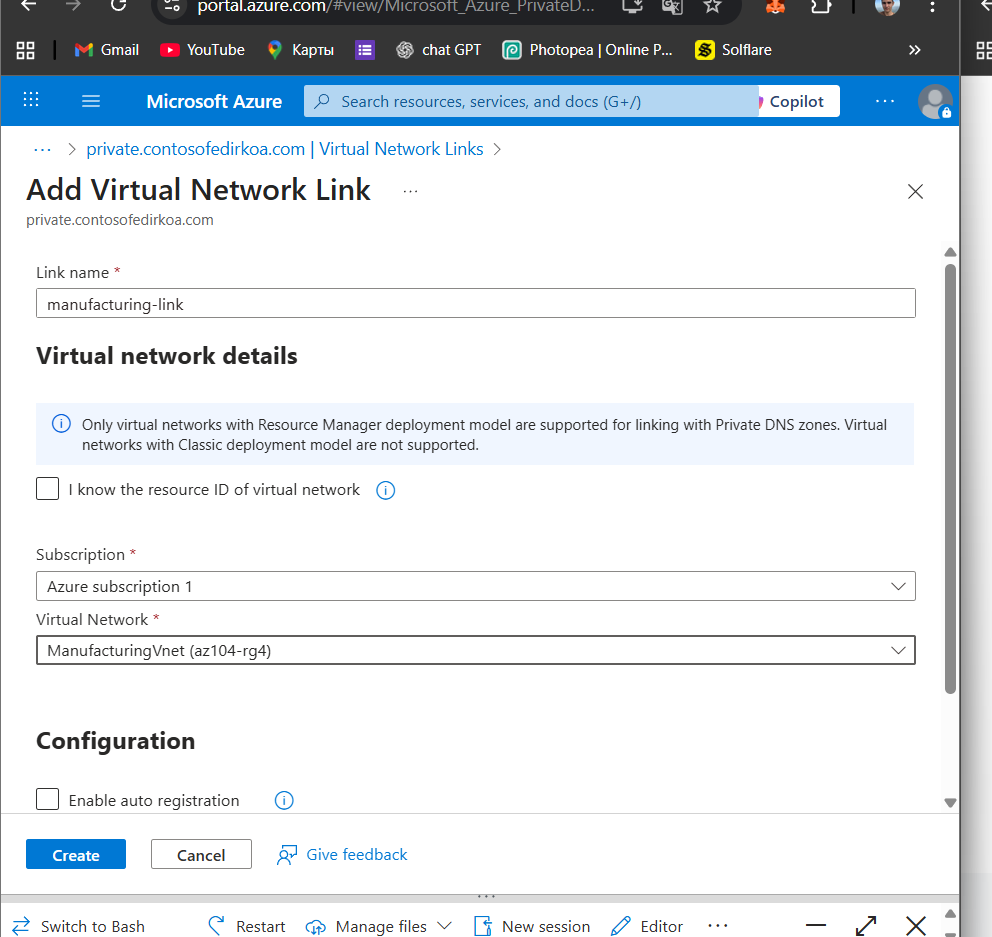 portal.azure.com/#view/Microsoft_Azure_PrivateD...
Gmail YouTube Карты chat GPT Photopea | Online P... Solflare »
Microsoft Azure Search resources, services, and docs (G+/) Copilot ...
... > private.contosofedirkoa.com | Virtual Network Links >
Add Virtual Network Link ...
private.contosofedirkoa.com
Link name *
manufacturing-link
Virtual network details
Only virtual networks with Resource Manager deployment model are supported for linking with Private DNS zones. Virtual
networks with Classic deployment model are not supported.
I know the resource ID of virtual network
Subscription *
Azure subscription 1
Virtual Network *
ManufacturingVnet (az104-rg4)
Configuration
Enable auto registration
Create Cancel Give feedback
Switch to Bash Restart Manage files New session Editor ...